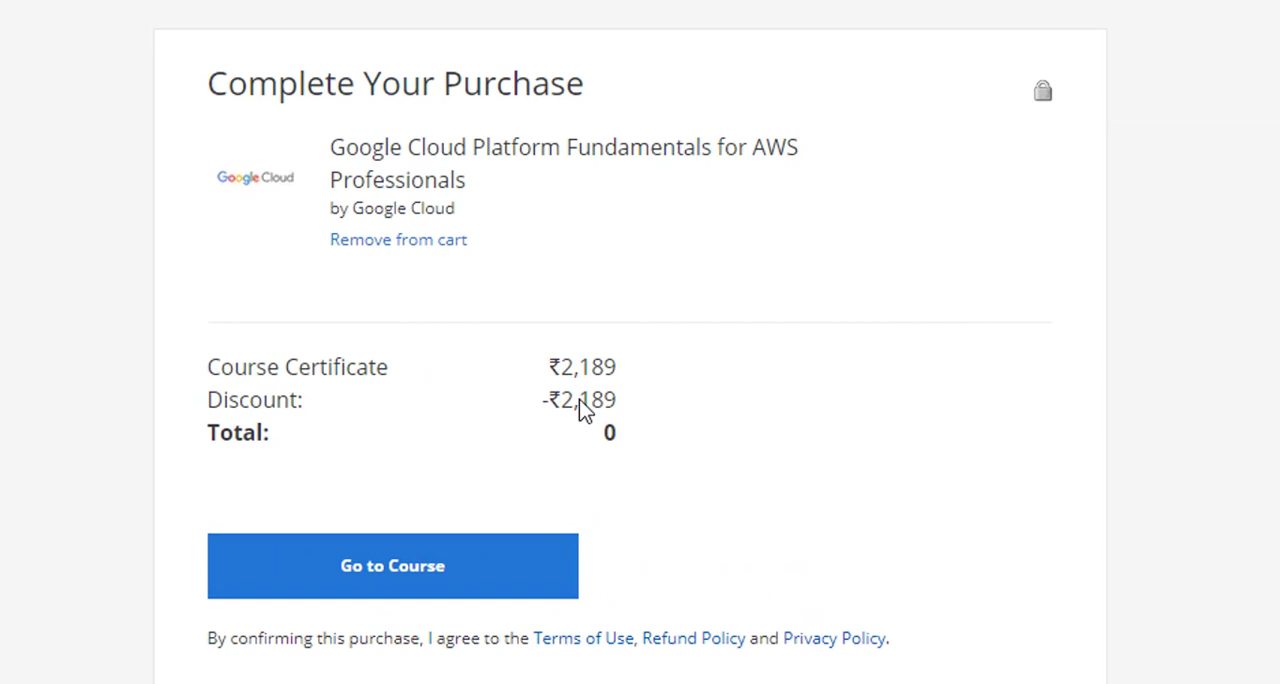 Complete Your Purchase
Google Cloud
Google Cloud Platform Fundamentals for AWS
Professionals
by Google Cloud
Remove from cart
Course Certificate ₹2,189
Discount: -₹2,189
Total: 0
Go to Course
By confirming this purchase, I agree to the Terms of Use, Refund Policy and Privacy Policy.